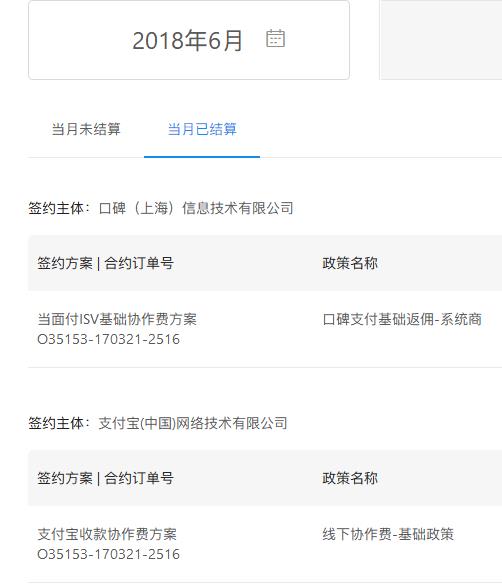 2018年6月
当月未结算 当月已结算
签约主体：口碑（上海）信息技术有限公司
签约方案 | 合约订单号 政策名称
当面付ISV基础协作费方案 口碑支付基础返佣-系统商
O35153-170321-2516
签约主体：支付宝(中国)网络技术有限公司
签约方案 | 合约订单号 政策名称
支付宝收款协作费方案 线下协作费-基础政策
O35153-170321-2516